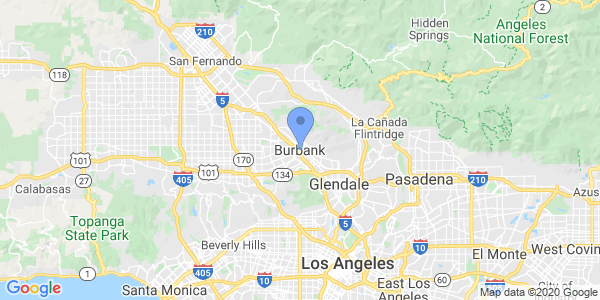 Hidden
Springs
Angeles
National Forest
210
San Fernando
118
5
La Cañada
Flintridge
Burbank
101
170
101
134
405
27
Calabasas
Glendale
Pasadena
210
Azus
Topanga
State Park
5
Beverly Hills
10
West Covin
El Monte
405
Los Angeles
1
10
60
Santa Monica
East Los
Angeles
City of
Google
Map data ©2020 Google